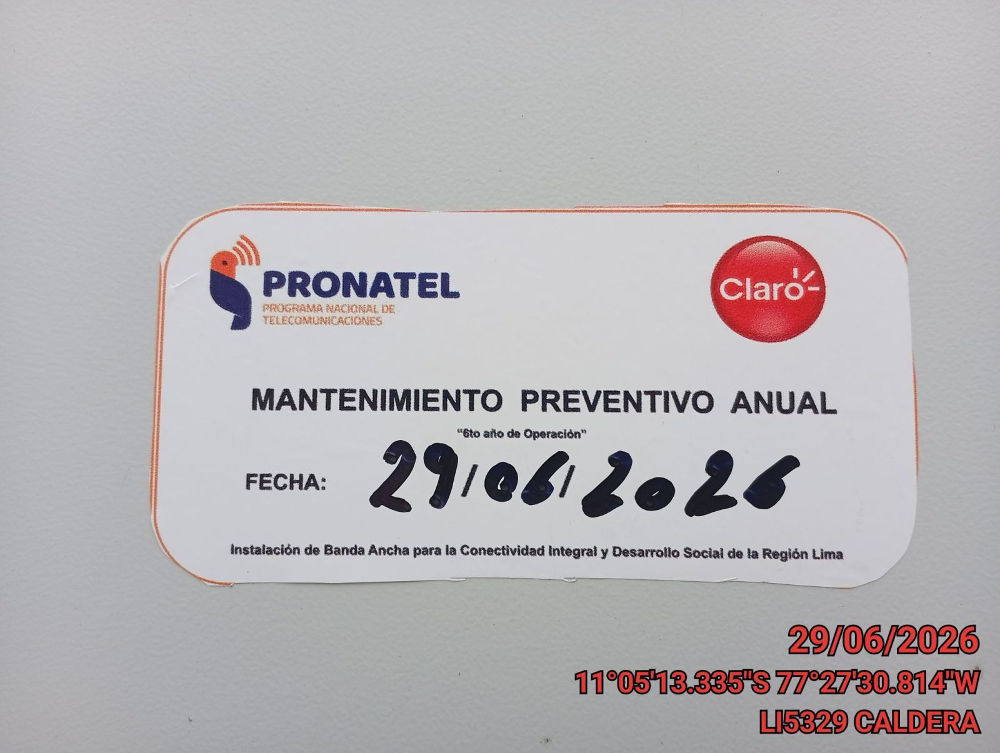 PRONATEL
PROGRAMA NACIONAL DE
TELECOMUNICACIONES
Claro
MANTENIMIENTO PREVENTIVO ANUAL
“6to año de Operación”
FECHA: 29/06/2026
Instalación de Banda Ancha para la Conectividad Integral y Desarrollo Social de la Región Lima
29/06/2026
11°05'13.335"S 77°27'30.814"W
LI5329 CALDERA